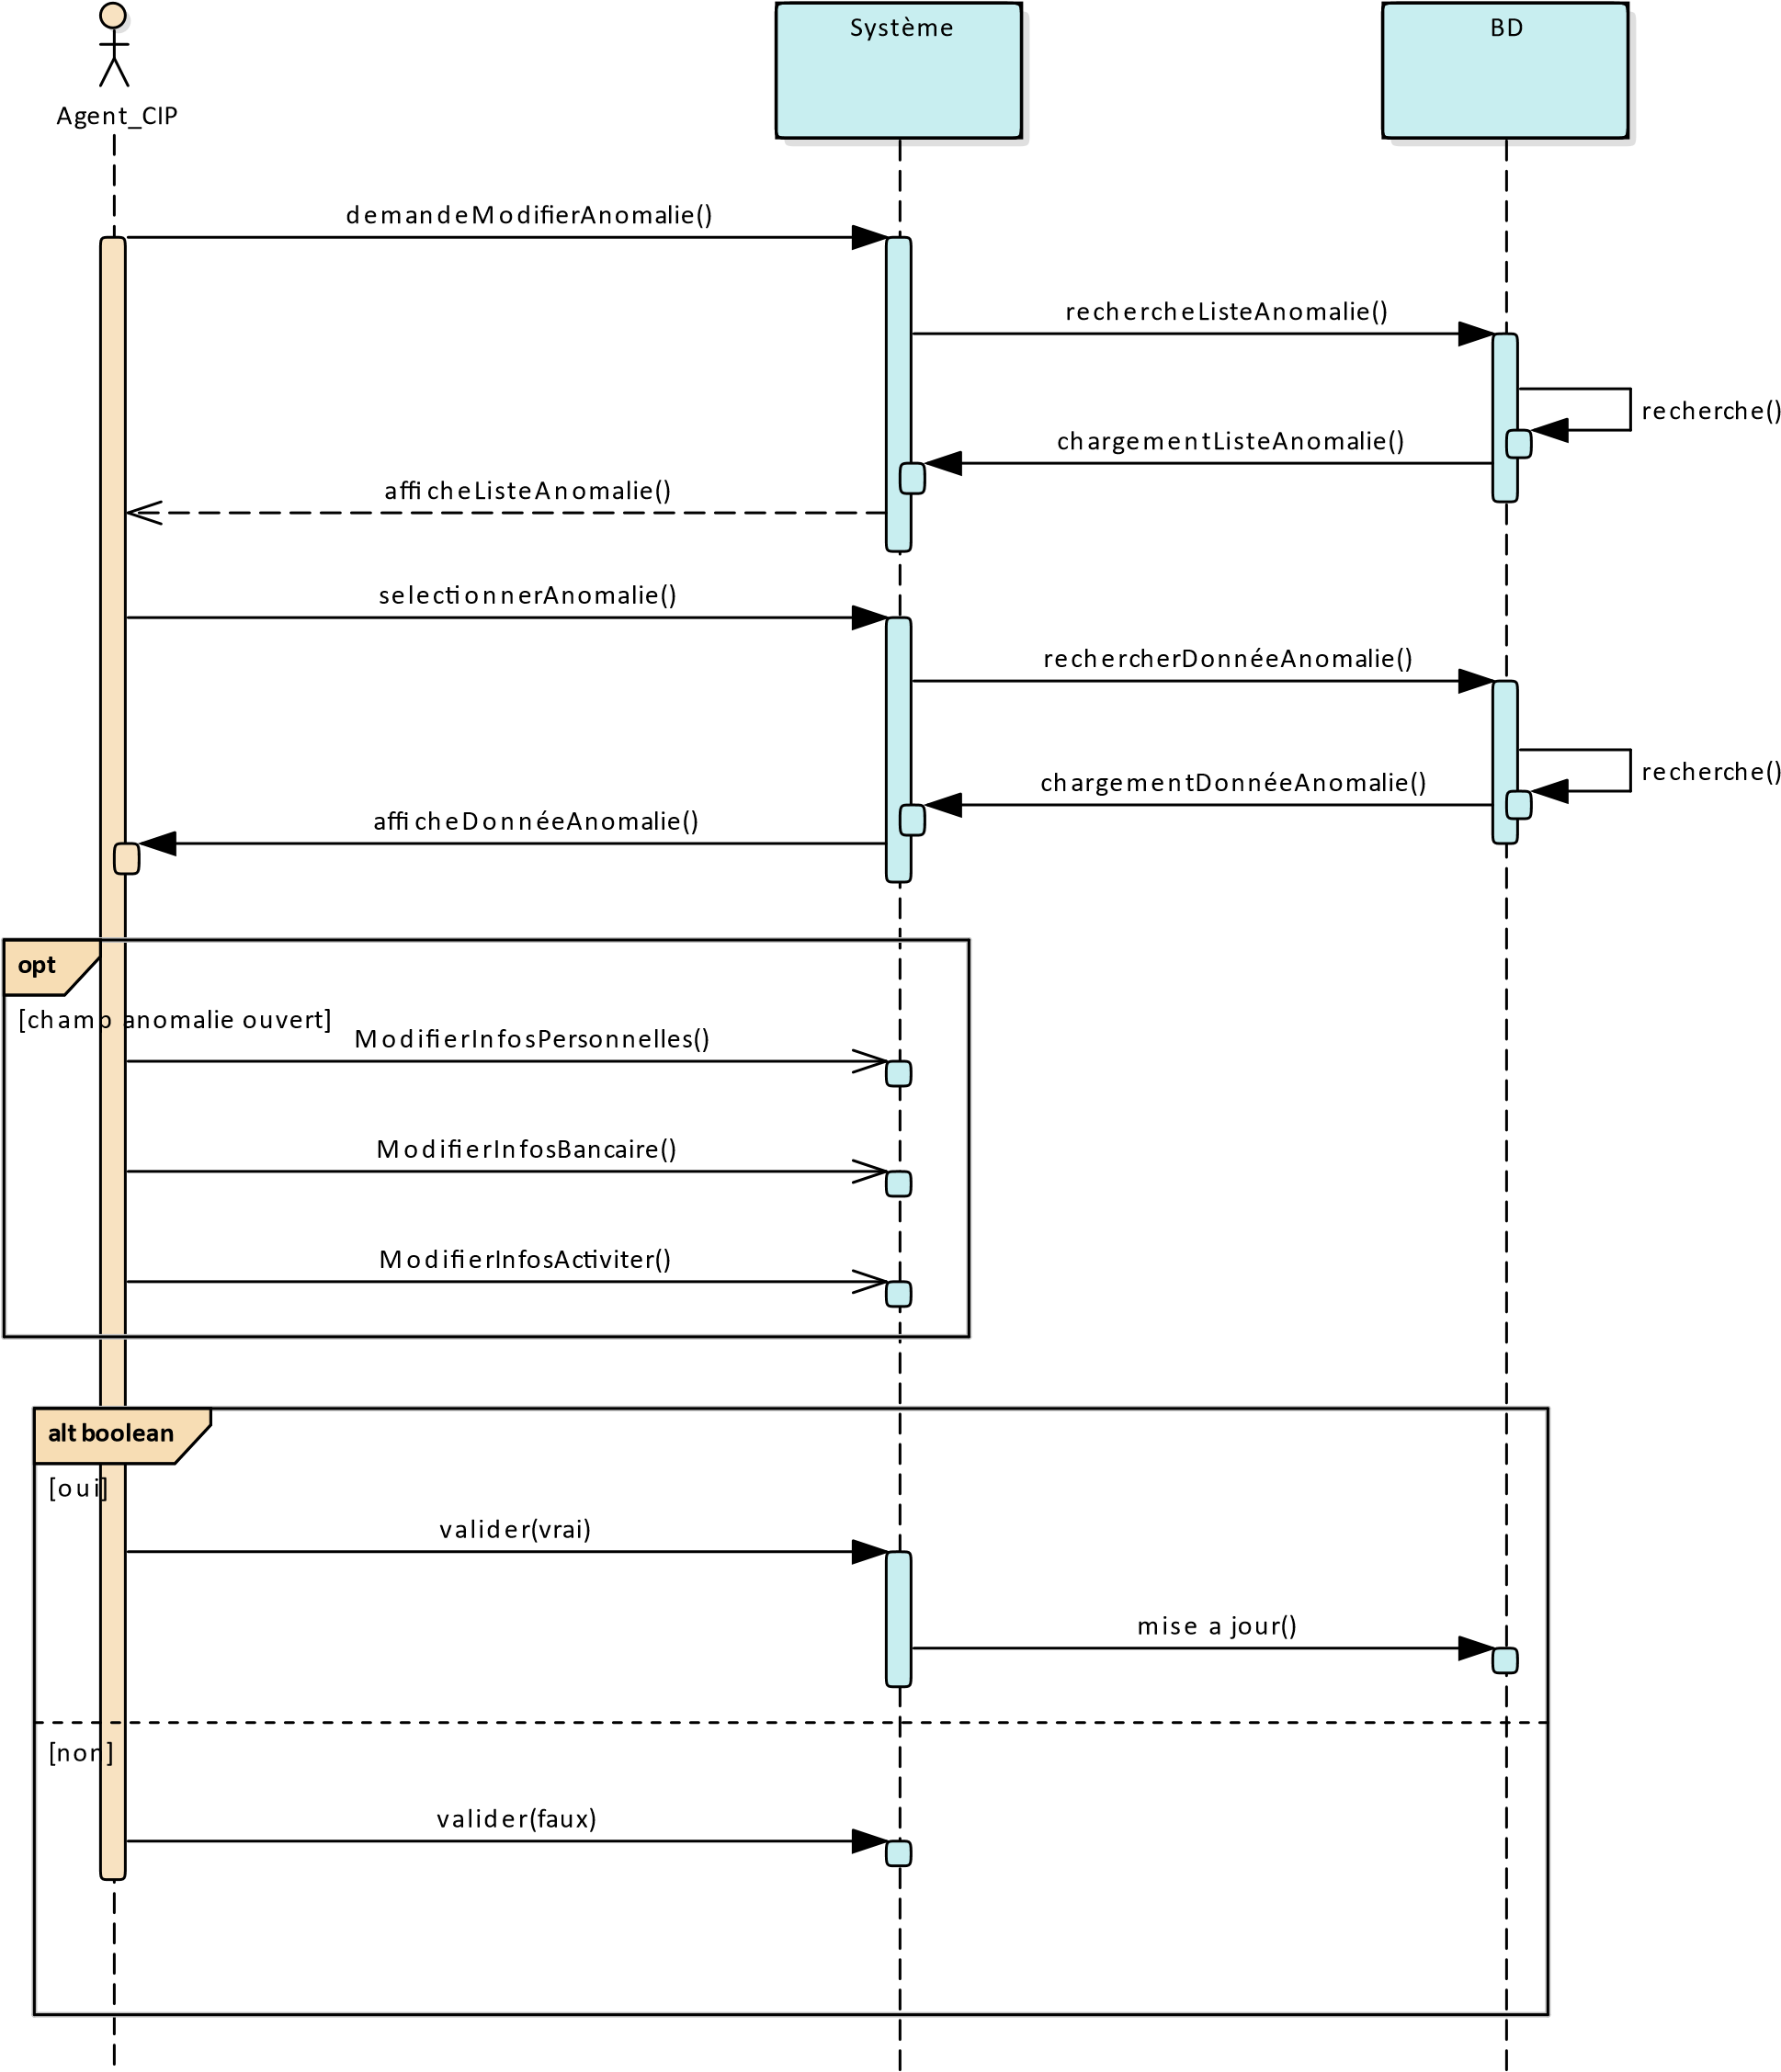 Agent_CIP
Système
BD
demandeModifierAnomalie()
rechercheListeAnomalie()
recherche()
chargementListeAnomalie()
afficheListeAnomalie()
selectionnerAnomalie()
rechercherDonnéeAnomalie()
recherche()
chargementDonnéeAnomalie()
afficheDonnéeAnomalie()
opt
[champ anomalie ouvert]
ModifierInfosPersonnelles()
ModifierInfosBancaire()
ModifierInfosActiviter()
alt boolean
[oui]
valider(vrai)
mise a jour()
[non]
valider(faux)